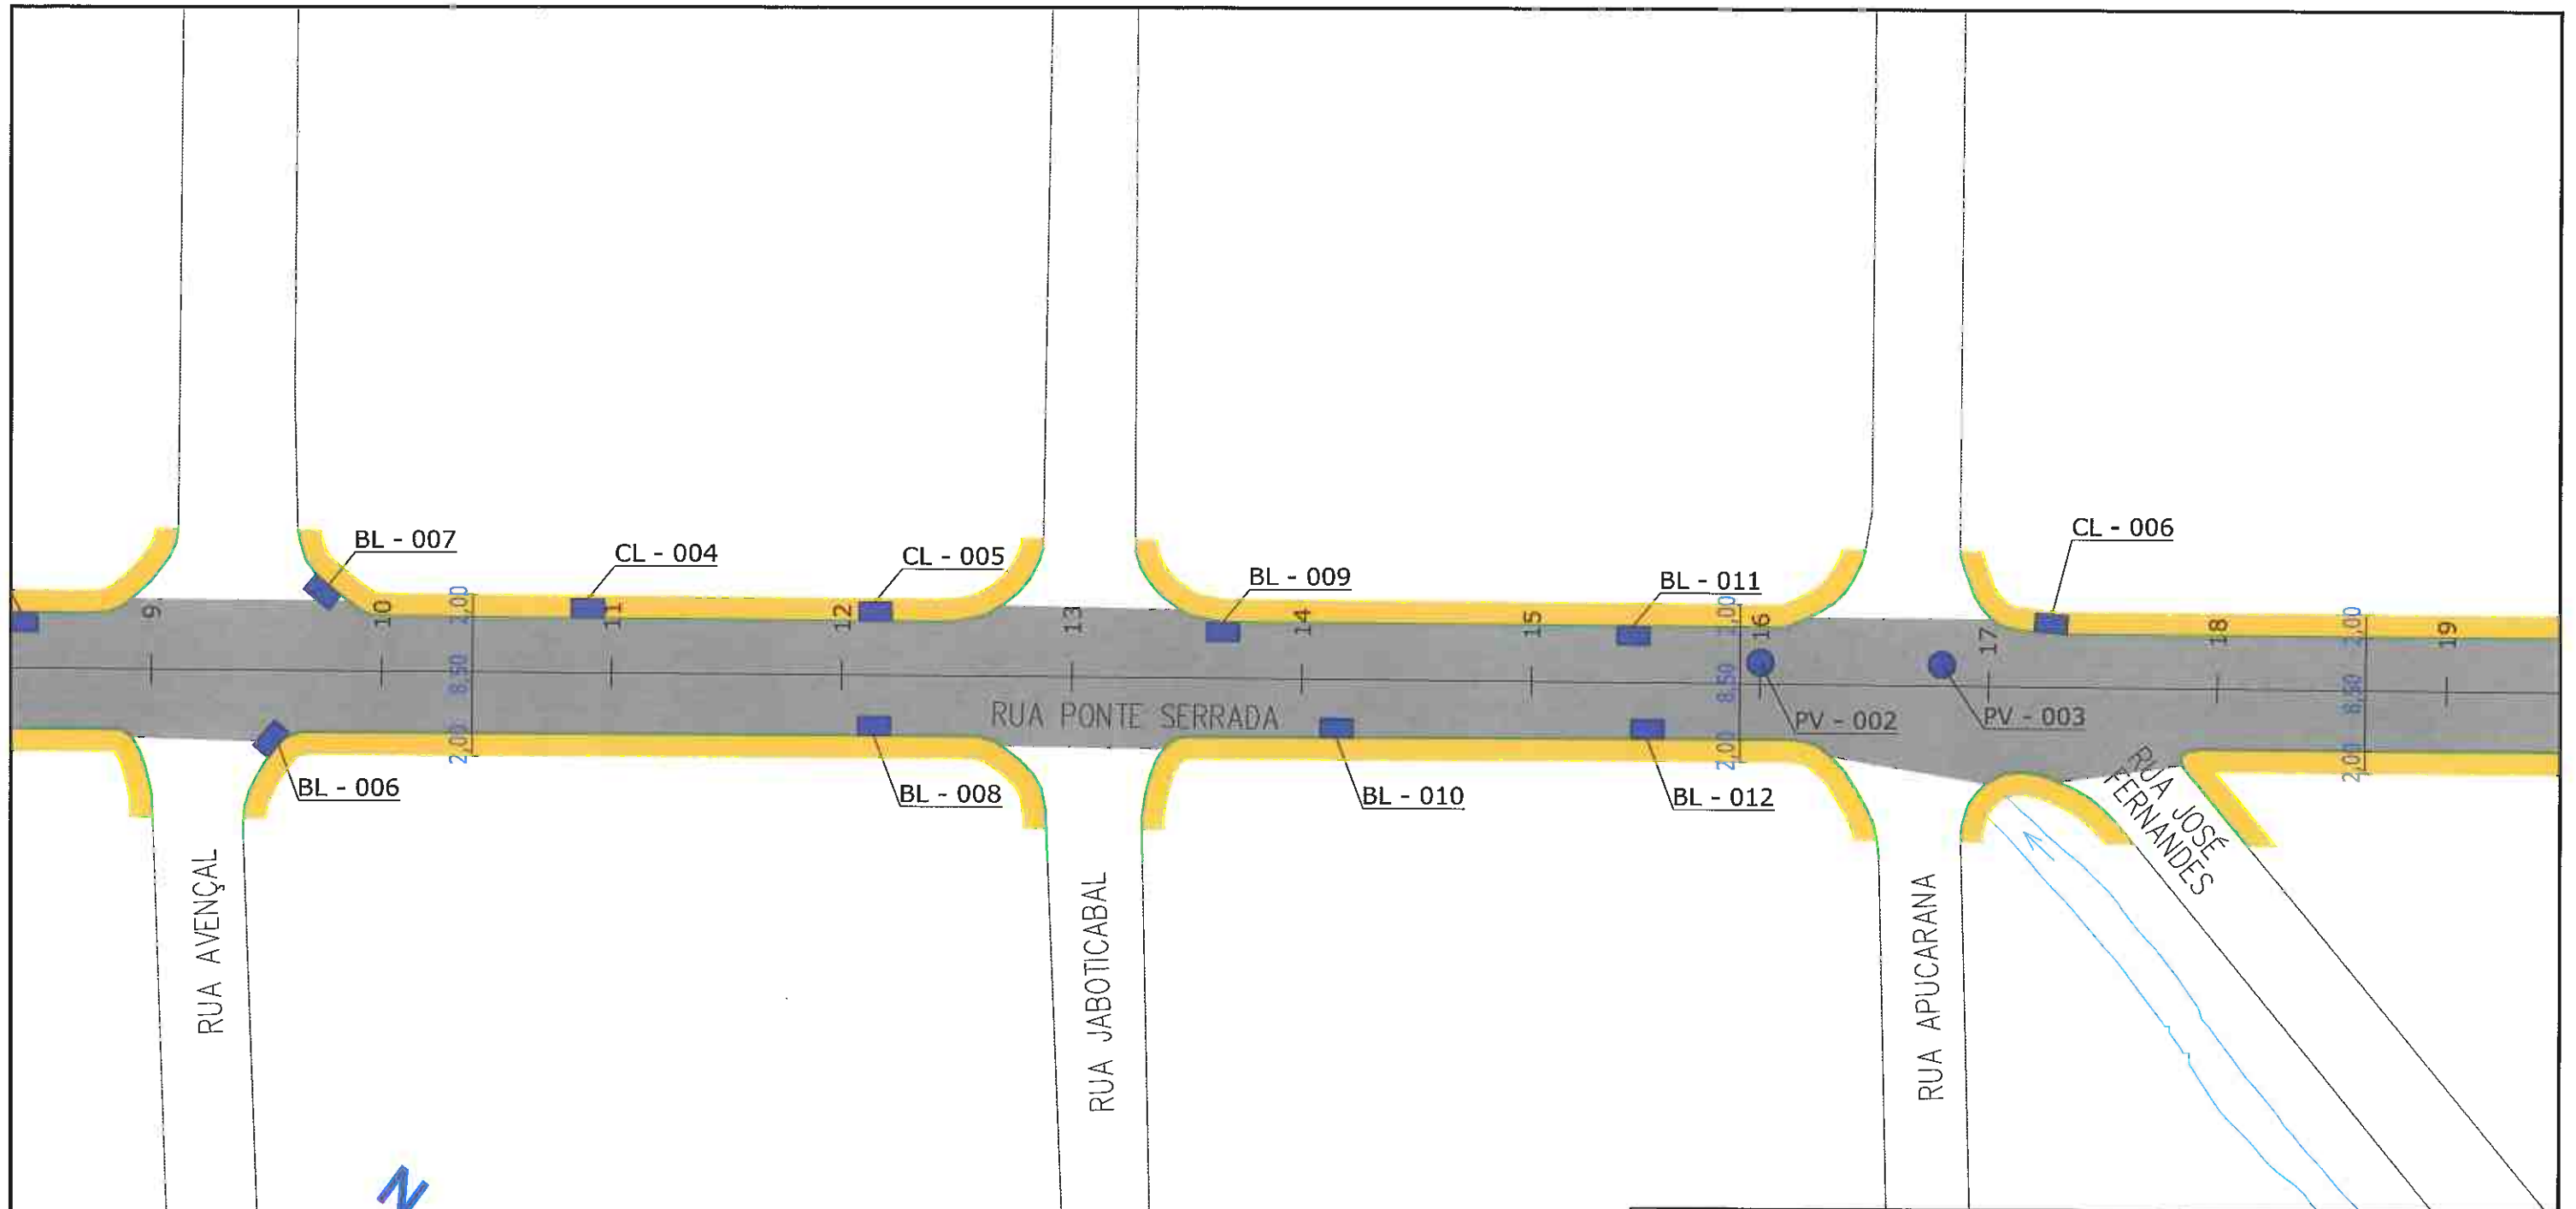 BL - 007
CL - 004
CL - 005
BL - 009
BL - 011
CL - 006
9
10
2,00
11
12
13
14
15
2,00
16
17
18
2,00
19
8,50
8,50
8,50
RUA PONTE SERRADA
PV - 002
PV - 003
2,00
2,00
2,00
BL - 006
BL - 008
BL - 010
BL - 012
RUA JOSÉ
FERNANDES
RUA AVENÇAL
RUA JABOTICABAL
RUA APUCARANA
N